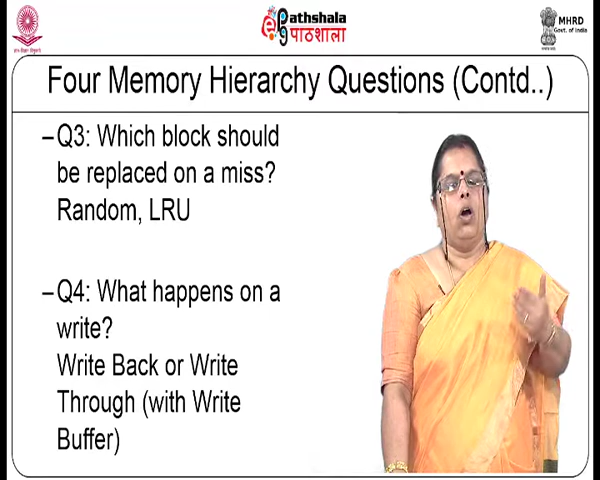 ePathshala
पाठशाला
MHRD
Govt. of India
Four Memory Hierarchy Questions (Contd..)
–Q3: Which block should
be replaced on a miss?
Random, LRU
–Q4: What happens on a
write?
Write Back or Write
Through (with Write
Buffer)